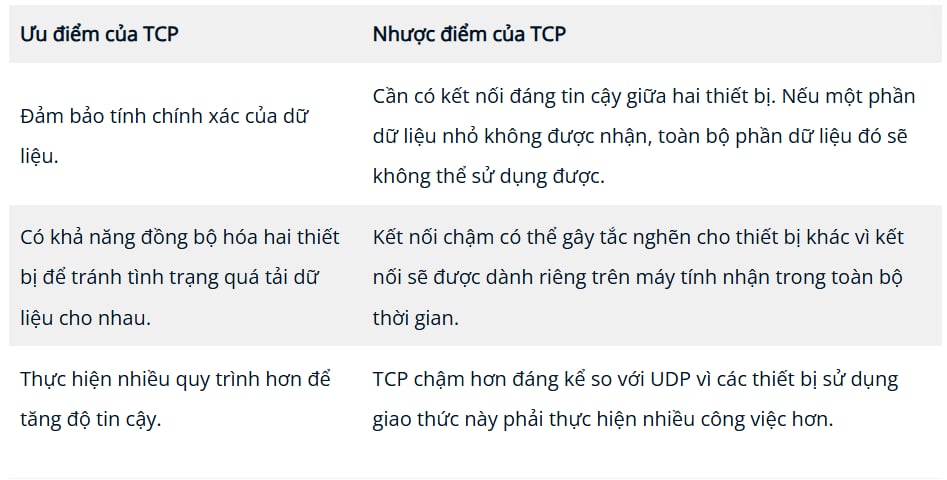 Ưu điểm của TCP
Nhược điểm của TCP
Đảm bảo tính chính xác của dữ
liệu.
Cần có kết nối đáng tin cậy giữa hai thiết bị. Nếu một phần
dữ liệu nhỏ không được nhận, toàn bộ phần dữ liệu đó sẽ
không thể sử dụng được.
Có khả năng đồng bộ hóa hai thiết
bị để tránh tình trạng quá tải dữ
liệu cho nhau.
Kết nối chậm có thể gây tắc nghẽn cho thiết bị khác vì kết
nối sẽ được dành riêng trên máy tính nhận trong toàn bộ
thời gian.
Thực hiện nhiều quy trình hơn để
tăng độ tin cậy.
TCP chậm hơn đáng kể so với UDP vì các thiết bị sử dụng
giao thức này phải thực hiện nhiều công việc hơn.